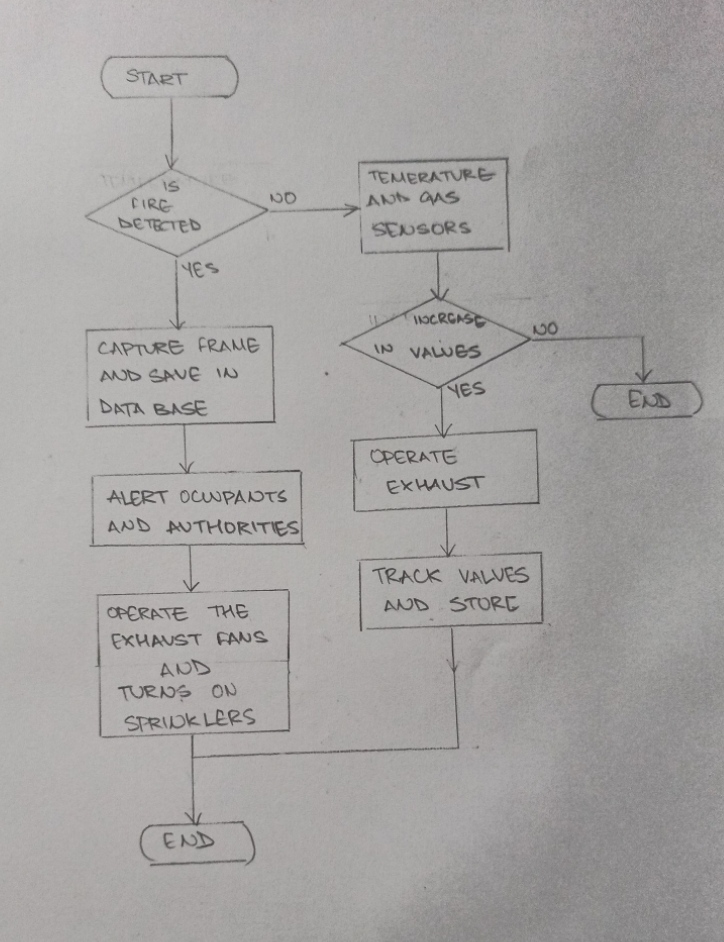 START
IS
FIRE
DETECTED
NO
YES
CAPTURE FRAME
AND SAVE IN
DATA BASE
ALERT OCUPANTS
AND AUTHORITIES
OPERATE THE
EXHAUST FANS
AND
TURNS ON
SPRINKLERS
END
TEMERATURE
AND GAS
SENSORS
INCREASE
IN VALUES
NO
END
YES
OPERATE
EXHAUST
TRACK VALUES
AND STORE